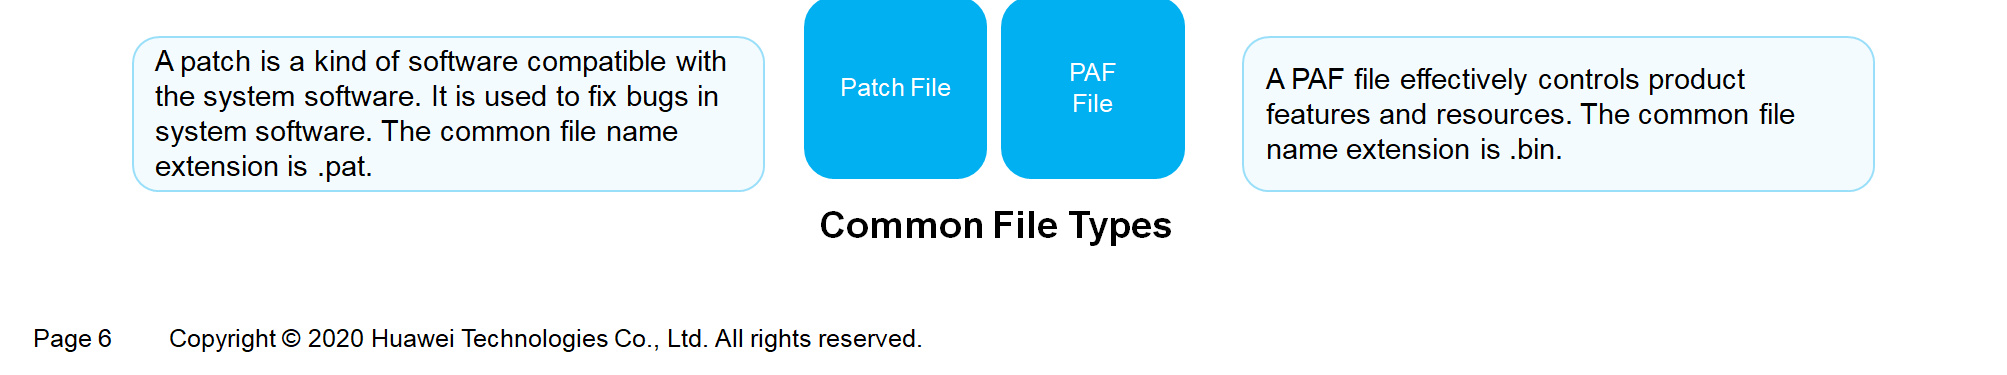 A patch is a kind of software compatible with
the system software. It is used to fix bugs in
system software. The common file name
extension is .pat.
Patch File
PAF
File
A PAF file effectively controls product
features and resources. The common file
name extension is .bin.
Common File Types
Page 6
Copyright © 2020 Huawei Technologies Co., Ltd. All rights reserved.